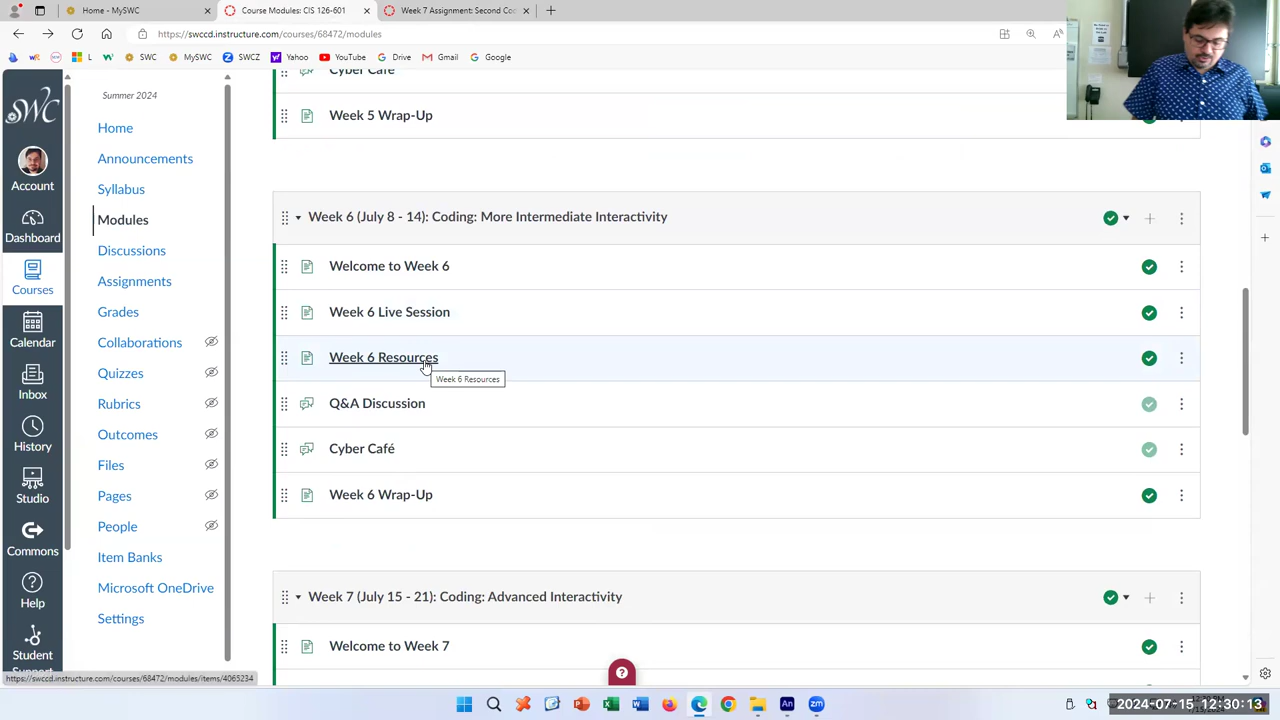 Home - MySWC
Course Modules: CIS 126-601
Week 7 Assignment: Second Co
https://swccd.instructure.com/courses/68472/modules
L
W
SWC
MySWC
SWCZ
Yahoo
YouTube
Drive
Gmail
Google
SWC
Account
Dashboard
Courses
Calendar
Inbox
History
Studio
Commons
Help
Student
Support
Summer 2024
Home
Announcements
Syllabus
Modules
Discussions
Assignments
Grades
Collaborations
Quizzes
Rubrics
Outcomes
Files
Pages
People
Item Banks
Microsoft OneDrive
Settings
Cyber Café
Week 5 Wrap-Up
Week 6 (July 8 - 14): Coding: More Intermediate Interactivity
Welcome to Week 6
Week 6 Live Session
Week 6 Resources
Week 6 Resources
Q&A Discussion
Cyber Café
Week 6 Wrap-Up
Week 7 (July 15 - 21): Coding: Advanced Interactivity
Welcome to Week 7
https://swccd.instructure.com/courses/68472/modules/items/4065234
2024-07-15 12:30:13